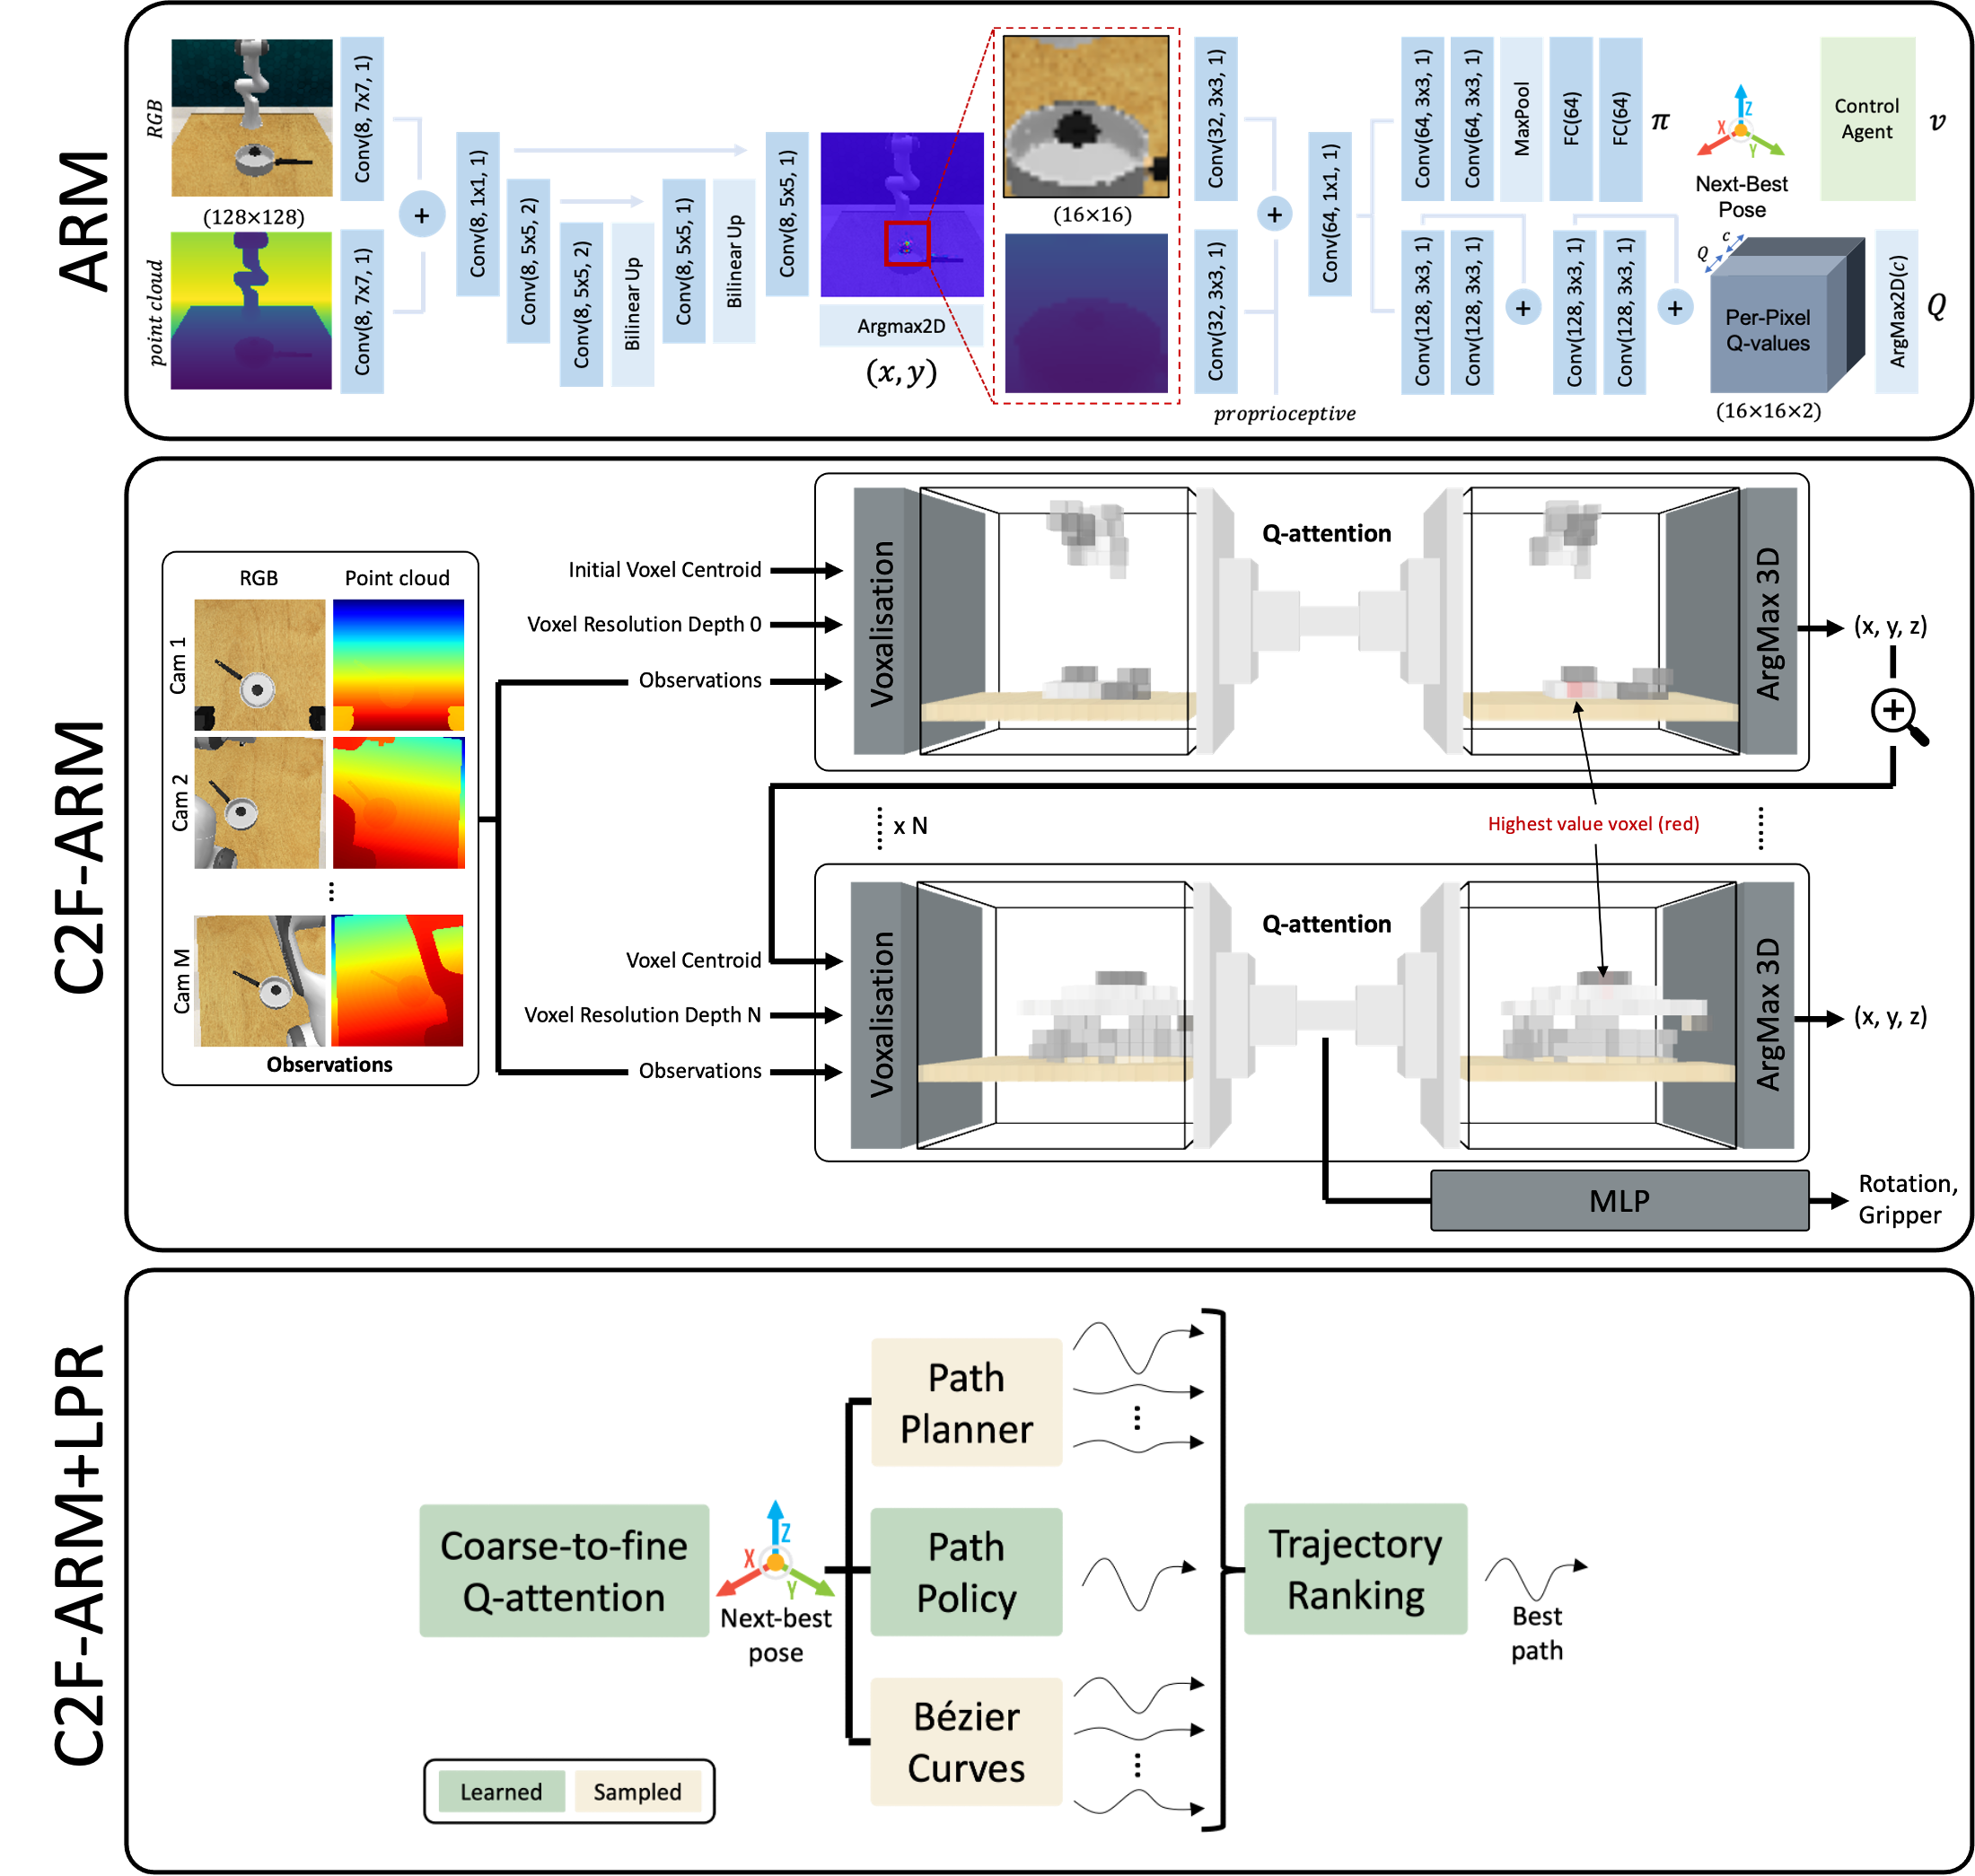 ARM
RGB
(128×128)
point cloud
Conv(8, 7x7, 1)
Conv(8, 7x7, 1)
+
Conv(8, 1x1, 1)
Conv(8, 5x5, 2)
Conv(8, 5x5, 2)
Bilinear Up
Conv(8, 5x5, 1)
Bilinear Up
Conv(8, 5x5, 1)
Argmax2D
(x, y)
(16×16)
Conv(32, 3x3, 1)
Conv(32, 3x3, 1)
+
proprioceptive
Conv(64, 1x1, 1)
Conv(64, 3x3, 1)
Conv(64, 3x3, 1)
MaxPool
FC(64)
FC(64)
π
Conv(128, 3x3, 1)
Conv(128, 3x3, 1)
+
Conv(128, 3x3, 1)
Conv(128, 3x3, 1)
+
Z
X
Y
Next-Best
Pose
Control
Agent
v
c
Q
Per-Pixel
Q-values
(16×16×2)
ArgMax2D(c)
Q
C2F-ARM
RGB
Point cloud
Cam 1
Cam 2
Cam M
Observations
Initial Voxel Centroid
Voxel Resolution Depth 0
Observations
Voxalisation
Q-attention
ArgMax 3D
(x, y, z)
x N
Highest value voxel (red)
Voxel Centroid
Voxel Resolution Depth N
Observations
Voxalisation
Q-attention
ArgMax 3D
(x, y, z)
MLP
Rotation,
Gripper
C2F-ARM+LPR
Coarse-to-fine
Q-attention
Z
X
Y
Next-best
pose
Path
Planner
Path
Policy
Bézier
Curves
Trajectory
Ranking
Best
path
Learned
Sampled